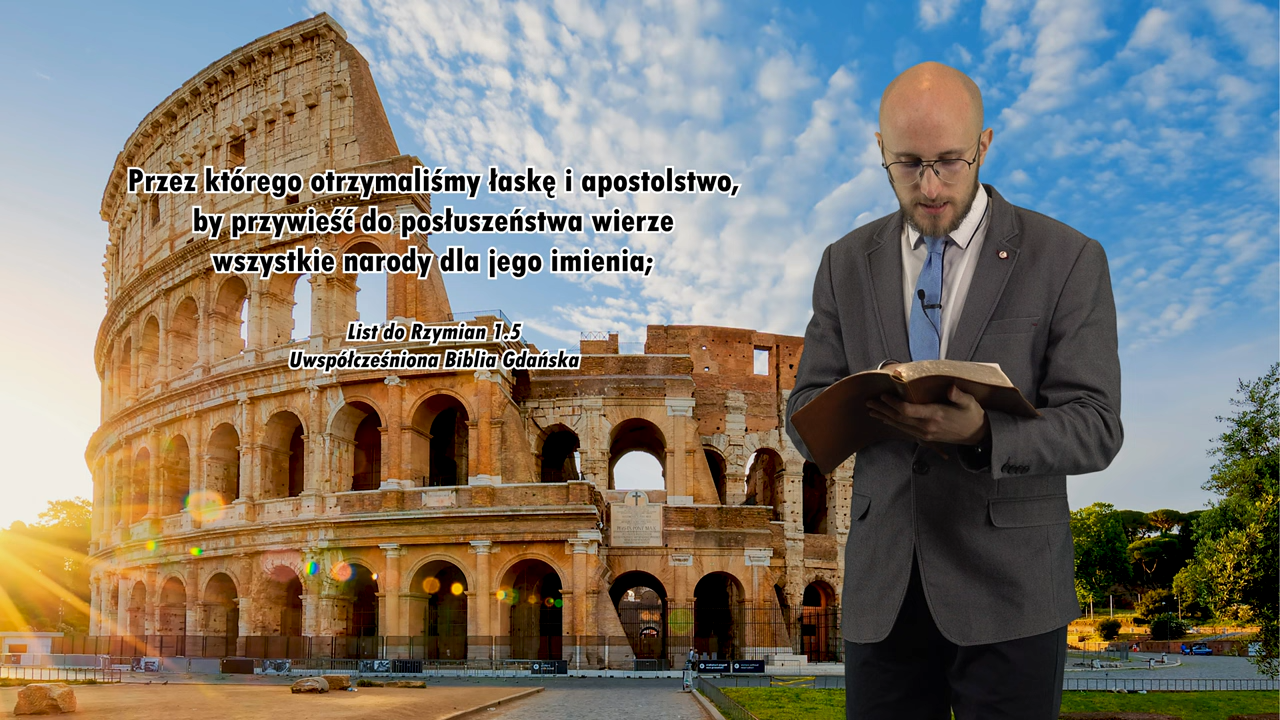 Przez którego otrzymaliśmy łaskę i apostolstwo,
by przywieść do posłuszeństwa wierze
wszystkie narody dla jego imienia;
List do Rzymian 1.5
Uwspółcześniona Biblia Gdańska